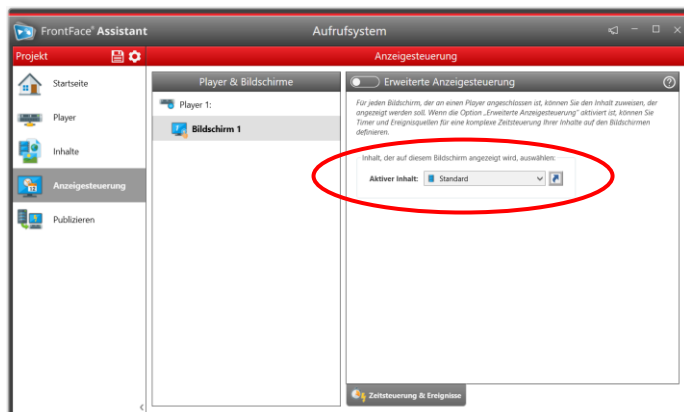 FrontFace® Assistant
Aufrufsystem
Projekt
Anzeigesteuerung
Startseite
Player
Inhalte
Anzeigesteuerung
Publizieren
Player & Bildschirme
Player 1:
Bildschirm 1
Erweiterte Anzeigesteuerung
Für jeden Bildschirm, der an einen Player angeschlossen ist, können Sie den Inhalt zuweisen, der
angezeigt werden soll. Wenn die Option „Erweiterte Anzeigesteuerung" aktiviert ist, können Sie
Timer und Ereignisquellen für eine komplexe Zeitsteuerung Ihrer Inhalte auf den Bildschirmen
definieren.
Inhalt, der auf diesem Bildschirm angezeigt wird, auswählen:
Aktiver Inhalt: Standard
Zeitsteuerung & Ereignisse